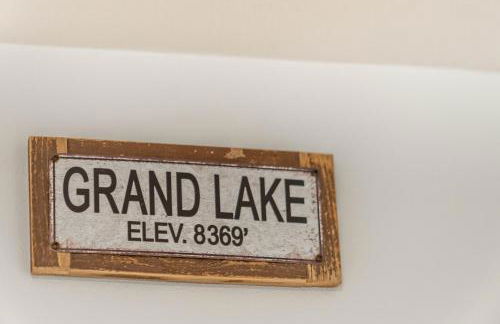 GRAND LAKE
ELEV. 8369'